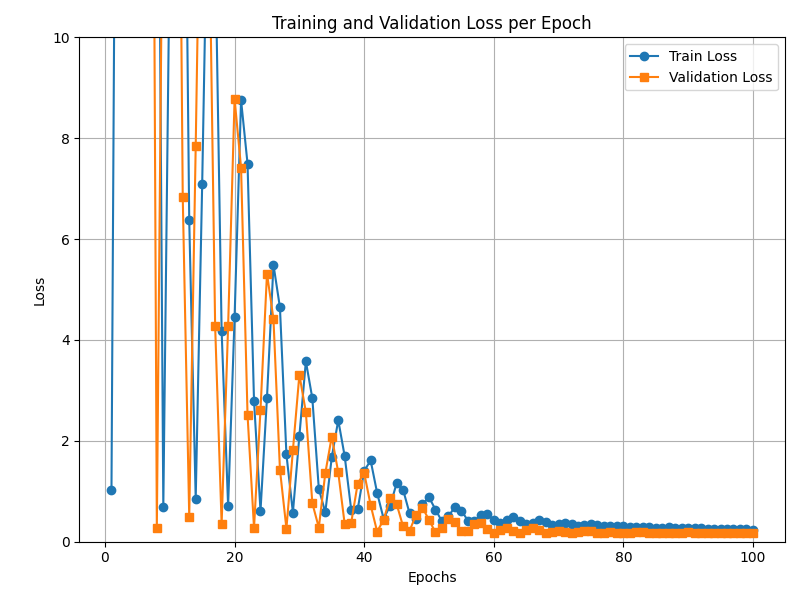 Training and Validation Loss per Epoch
Train Loss
Validation Loss
10
8
6
4
2
0
Loss
0 20 40 60 80 100
Epochs